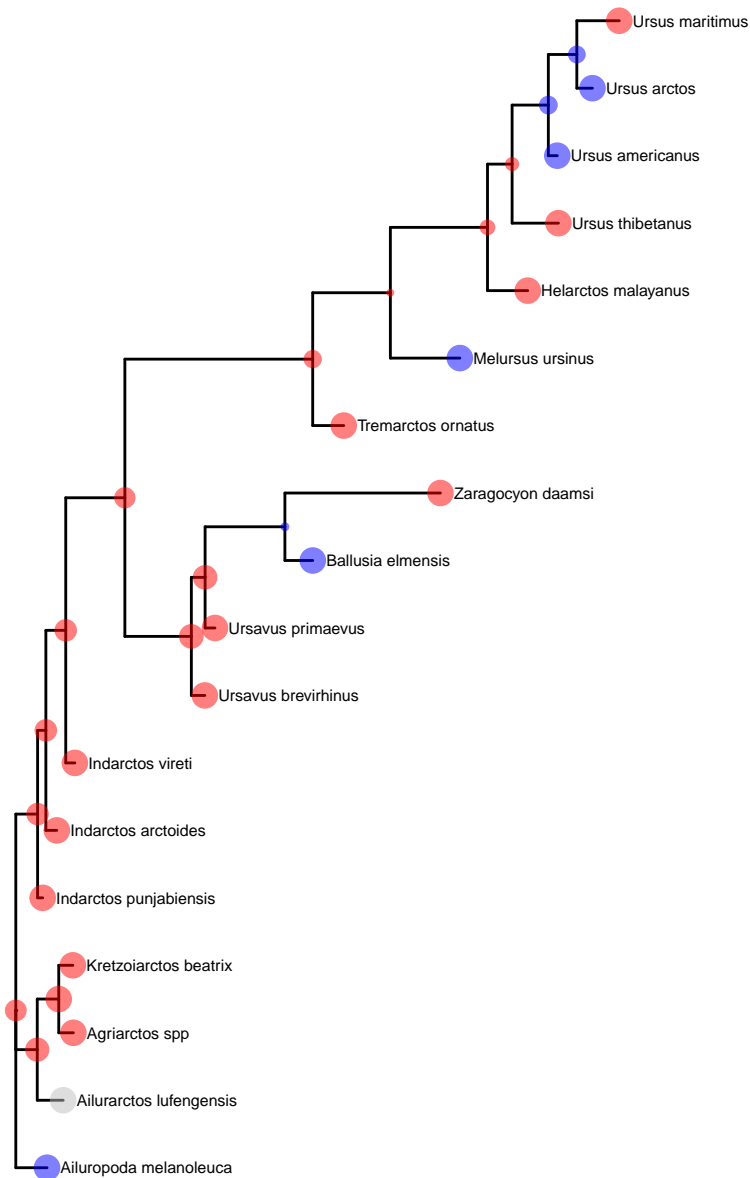 Ursus maritimus
Ursus arctos
Ursus americanus
Ursus thibetanus
Helarctos malayanus
Melursus ursinus
Tremarctos ornatus
Zaragocyon daamsi
Ballusia elmensis
Ursavus primaevus
Ursavus brevirhinus
Indarctos vireti
Indarctos arctoides
Indarctos punjabiensis
Kretzoiarctos beatrix
Agriarctos spp
Ailurarctos lufengensis
Ailuropoda melanoleuca